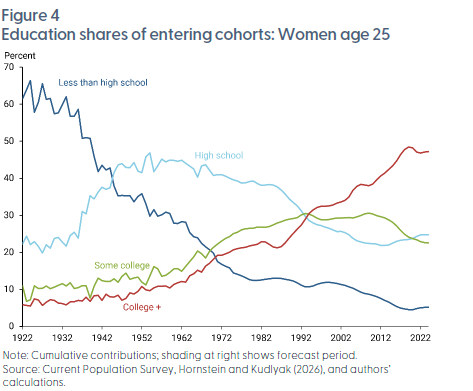 Figure 4
Education shares of entering cohorts: Women age 25
Percent
70
60
50
40
30
20
10
0
Less than high school
High school
Some college
College +
1922 1932 1942 1952 1962 1972 1982 1992 2002 2012 2022
Note: Cumulative contributions; shading at right shows forecast period.
Source: Current Population Survey, Hornstein and Kudlyak (2026), and authors'
calculations.